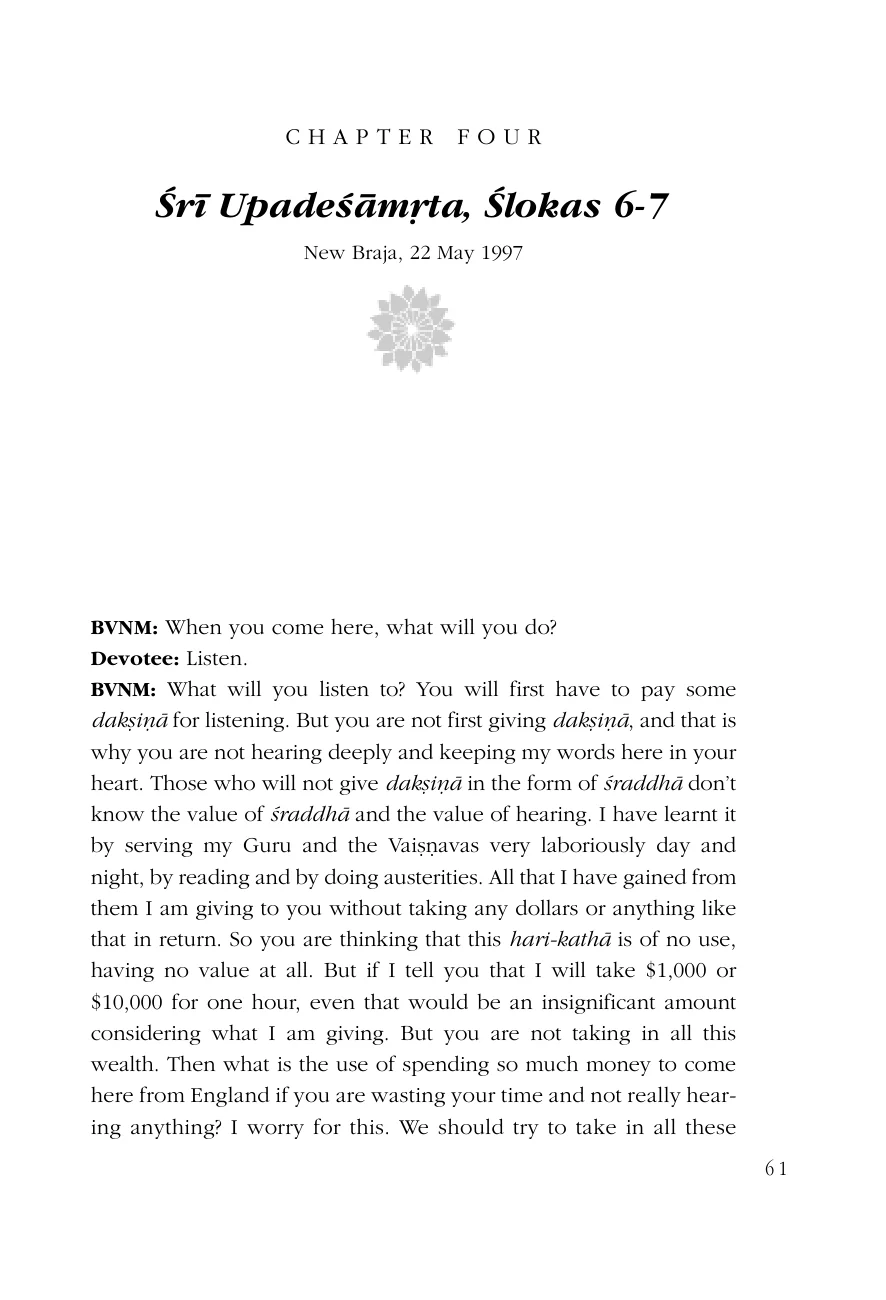 CHAPTER FOUR
Śrī Upadeśāmṛta, Ślokas 6-7
New Braja, 22 May 1997
BVNM: When you come here, what will you do?
Devotee: Listen.
BVNM: What will you listen to? You will first have to pay some
dakṣiṇā for listening. But you are not first giving dakṣiṇā, and that is
why you are not hearing deeply and keeping my words here in your
heart. Those who will not give dakṣiṇā in the form of śraddhā don’t
know the value of śraddhā and the value of hearing. I have learnt it
by serving my Guru and the Vaiṣṇavas very laboriously day and
night, by reading and by doing austerities. All that I have gained from
them I am giving to you without taking any dollars or anything like
that in return. So you are thinking that this hari-kathā is of no use,
having no value at all. But if I tell you that I will take $1,000 or
$10,000 for one hour, even that would be an insignificant amount
considering what I am giving. But you are not taking in all this
wealth. Then what is the use of spending so much money to come
here from England if you are wasting your time and not really hear-
ing anything? I worry for this. We should try to take in all these
61